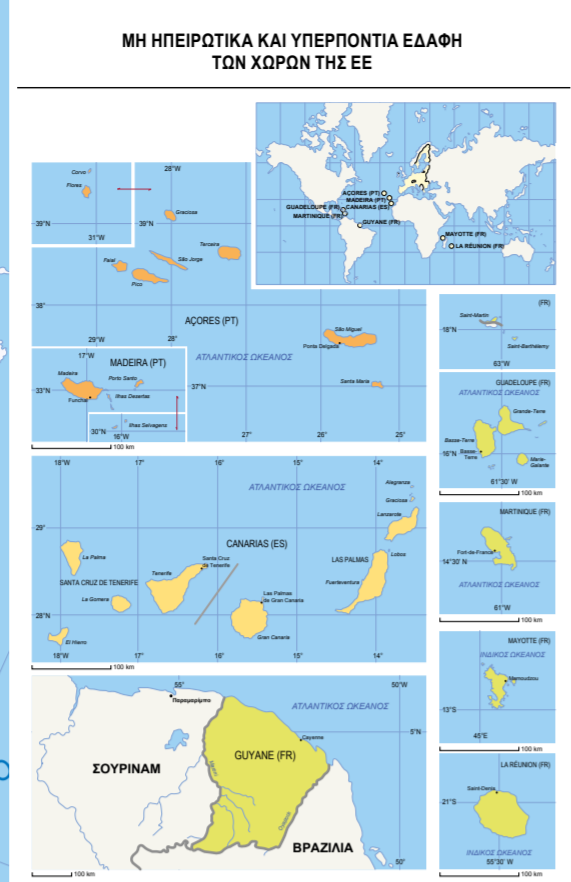 ΜΗ ΗΠΕΙΡΩΤΙΚΑ ΚΑΙ ΥΠΕΡΠΟΝΤΙΑ ΕΔΑΦΗ
ΤΩΝ ΧΩΡΩΝ ΤΗΣ ΕΕ
AÇORES (PT)
MADEIRA (PT)
GUADELOUPE (FR)
CANARIAS (ES)
MARTINIQUE (FR)
GUYANE (FR)
MAYOTTE (FR)
LA RÉUNION (FR)
Corvo
Flores
39°N
31°W
28°W
39°N
Graciosa
Terceira
São Jorge
Faial
Pico
38°
29°W
28°
AÇORES (PT)
São Miguel
Ponta Delgada
ΑΤΛΑΝΤΙΚΟΣ ΩΚΕΑΝΟΣ
Santa Maria
37°N
27°
26°
25°
17°W
MADEIRA (PT)
Madeira
Porto Santo
33°N
Ilhas Desertas
Funchal
Ilhas Selvagens
30°N
16°W
100 km
18°W
17°
16°
15°
14°
ΑΤΛΑΝΤΙΚΟΣ ΩΚΕΑΝΟΣ
Alegranza
Graciosa
Lanzarote
29°
CANARIAS (ES)
La Palma
Santa Cruz
de Tenerife
LAS PALMAS
Lobos
Tenerife
SANTA CRUZ DE TENERIFE
Fuerteventura
La Gomera
Las Palmas
de Gran Canaria
28°N
El Hierro
Gran Canaria
18°W
17°
16°
15°
14°
100 km
55°
50°W
Παραμαρίμπο
ΑΤΛΑΝΤΙΚΟΣ ΩΚΕΑΝΟΣ
5°N
Cayenne
GUYANE (FR)
ΣΟΥΡΙΝΑΜ
ΒΡΑΖΙΛΙΑ
50°
100 km
(FR)
Saint-Martin
18°N
Saint-Barthélemy
63°W
GUADELOUPE (FR)
ΑΤΛΑΝΤΙΚΟΣ ΩΚΕΑΝΟΣ
Grande-Terre
Basse-Terre
Basse-
Terre
16°N
Marie-
Galante
61°30' W
100 km
MARTINIQUE (FR)
Fort-de-France
14°30' N
ΑΤΛΑΝΤΙΚΟΣ ΩΚΕΑΝΟΣ
61°W
100 km
MAYOTTE (FR)
ΙΝΔΙΚΟΣ ΩΚΕΑΝΟΣ
Mamoudzou
13°S
45°E
100 km
LA RÉUNION (FR)
Saint-Denis
21°S
ΙΝΔΙΚΟΣ ΩΚΕΑΝΟΣ
55°30' W
100 km